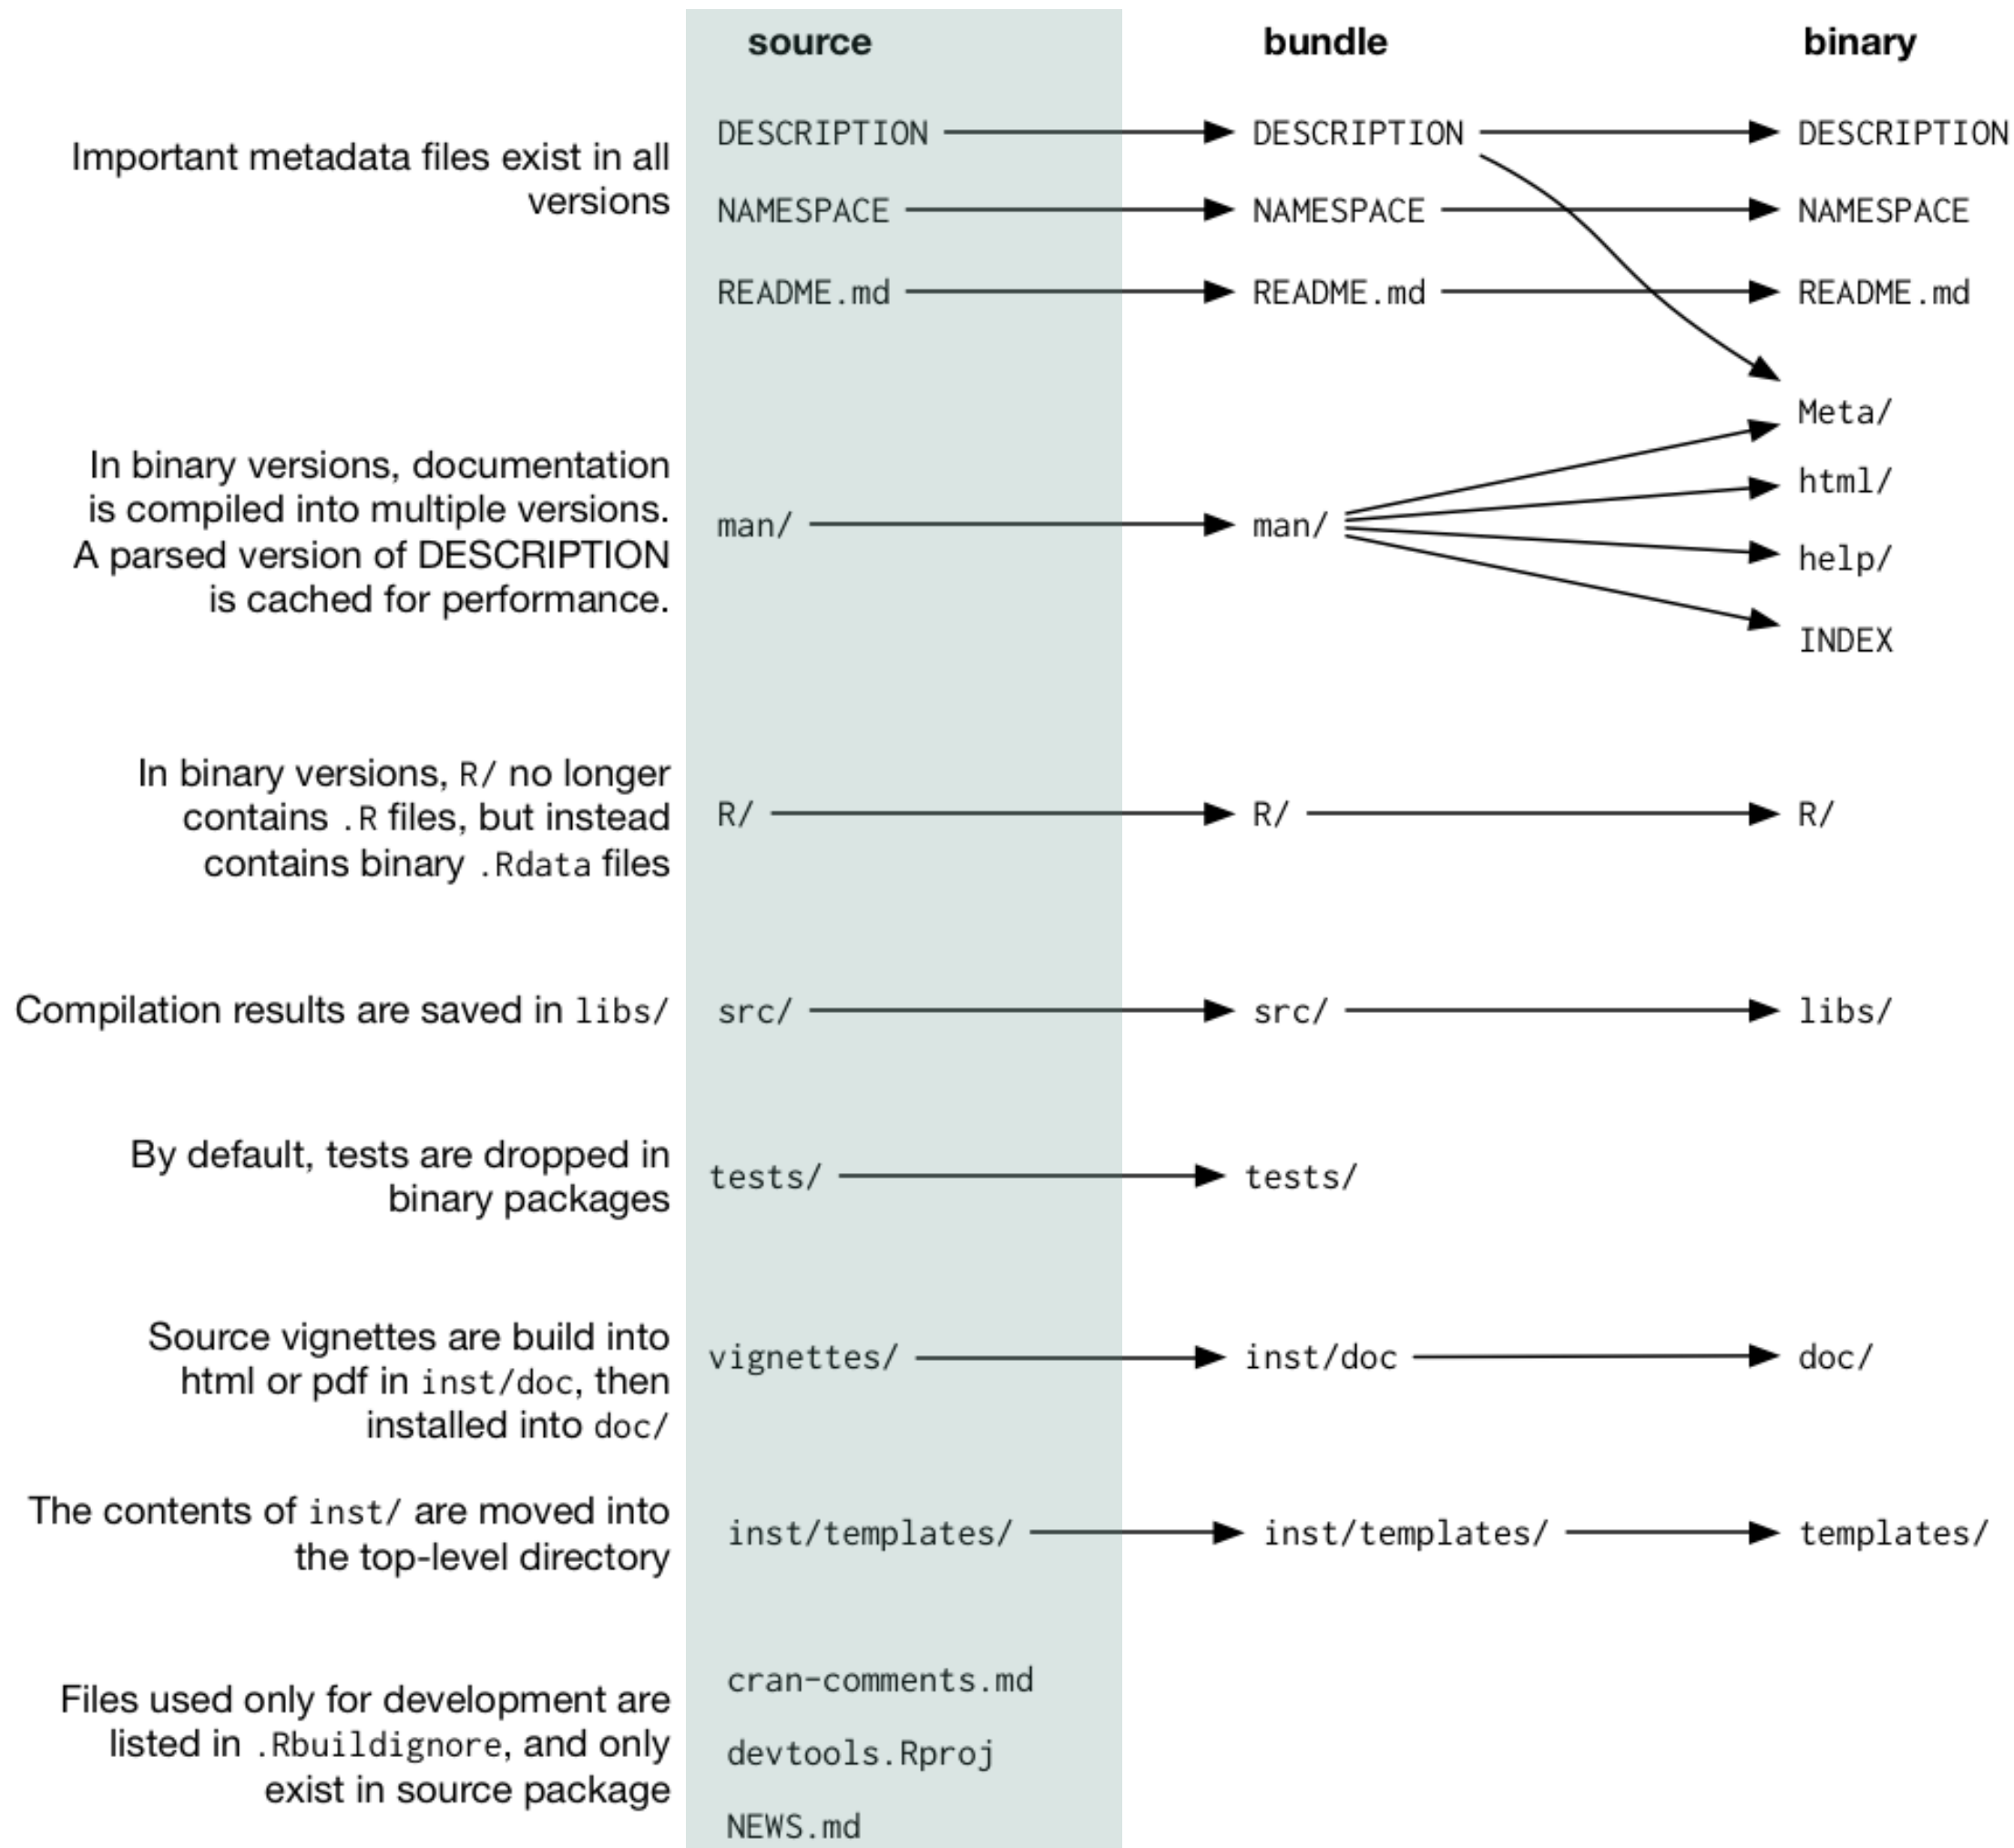 source bundle binary
DESCRIPTION DESCRIPTION DESCRIPTION
Important metadata files exist in all
versions
NAMESPACE NAMESPACE NAMESPACE
README.md README.md README.md
Meta/
In binary versions, documentation
is compiled into multiple versions.
A parsed version of DESCRIPTION
is cached for performance.
man/ man/
html/
help/
INDEX
In binary versions, R/ no longer
contains .R files, but instead
contains binary .Rdata files
R/ R/ R/
Compilation results are saved in libs/
src/ src/ libs/
By default, tests are dropped in
binary packages
tests/ tests/
Source vignettes are build into
html or pdf in inst/doc, then
installed into doc/
vignettes/ inst/doc doc/
The contents of inst/ are moved into
the top-level directory
inst/templates/ inst/templates/ templates/
Files used only for development are
listed in .Rbuildignore, and only
exist in source package
cran-comments.md
devtools.Rproj
NEWS.md